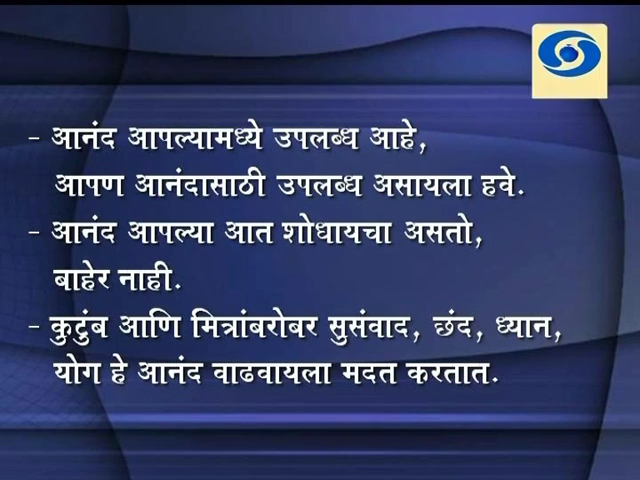 - आनंद आपल्यामध्ये उपलब्ध आहे,
आपण आनंदासाठी उपलब्ध असायला हवे.
- आनंद आपल्या आत शोधायचा असतो,
बाहेर नाही.
- कुटुंब आणि मित्रांबरोबर सुसंवाद, छंद, ध्यान,
योग हे आनंद वाढवायला मदत करतात.